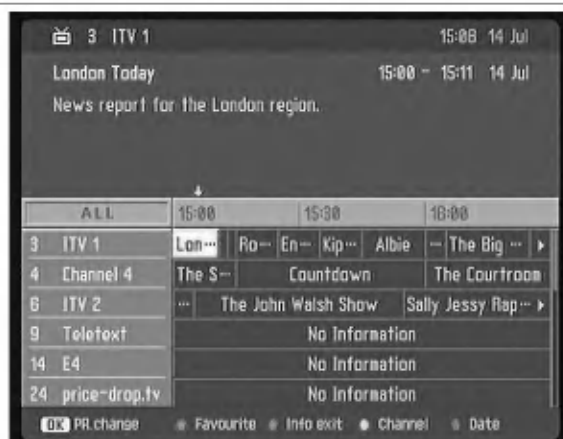 3 ITV 1 15:08 14 Jul
London Today 15:00 - 15:11 14 Jul
News report for the London region.
ALL 15:00 15:30 16:00
3 ITV 1 Lon··· Ro··· En··· Kip··· Albie ··· The Big ···
4 Channel 4 The S··· Countdown The Courtroom
6 ITV 2 ··· The John Walsh Show Sally Jessy Rap···
9 Teletext No Information
14 E4 No Information
24 price-drop.tv No Information
OK PR.change Favourite Info exit Channel Date